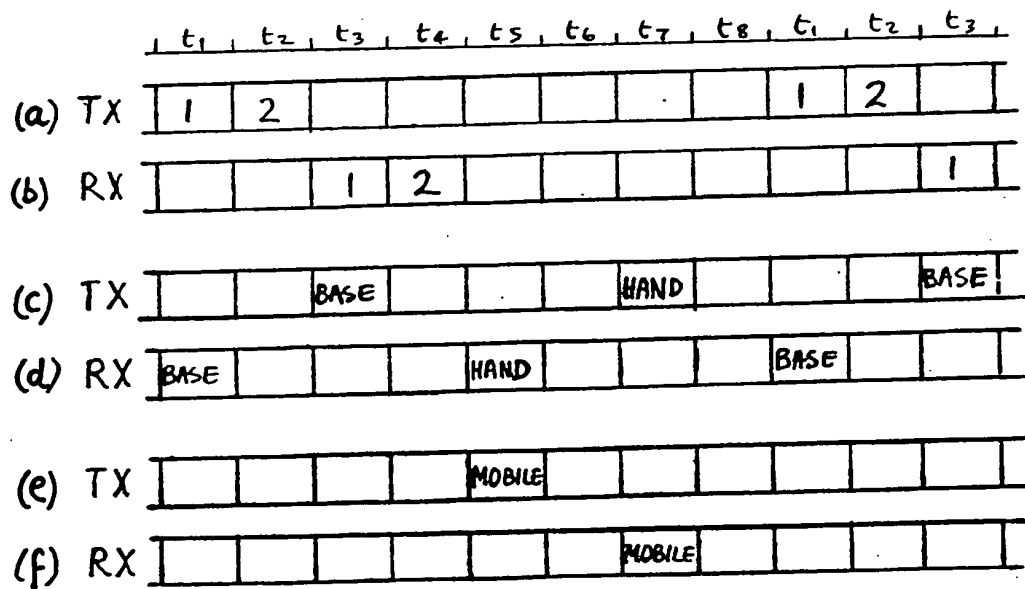 t1 t2 t3 t4 t5 t6 t7 t8 t1 t2 t3
(a) TX 1 2 1 2
(b) RX 1 2 1
(c) TX BASE HAND BASE
(d) RX BASE HAND BASE
(e) TX MOBILE
(f) RX MOBILE